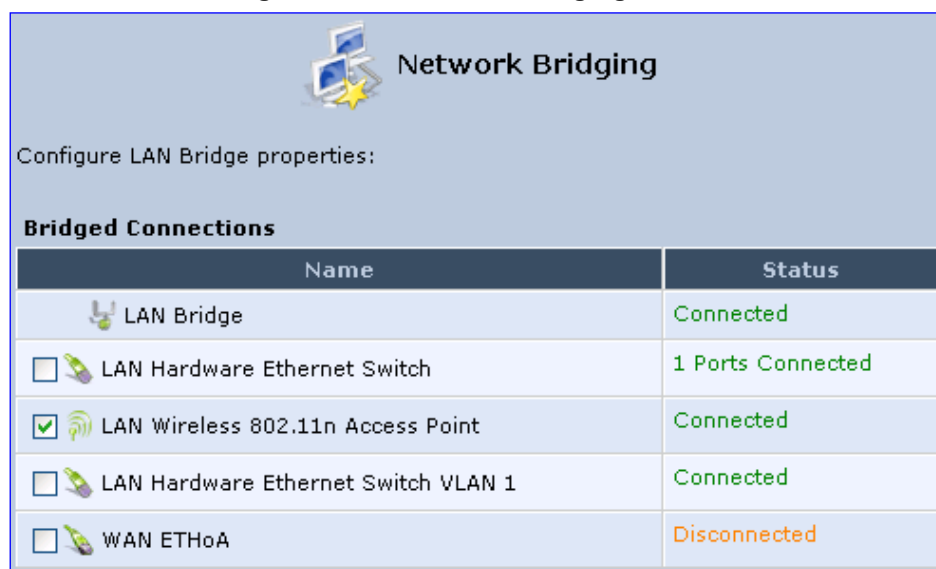 Network Bridging
Configure LAN Bridge properties:
Bridged Connections
Name Status
LAN Bridge Connected
LAN Hardware Ethernet Switch 1 Ports Connected
LAN Wireless 802.11n Access Point Connected
LAN Hardware Ethernet Switch VLAN 1 Connected
WAN ETHoA Disconnected